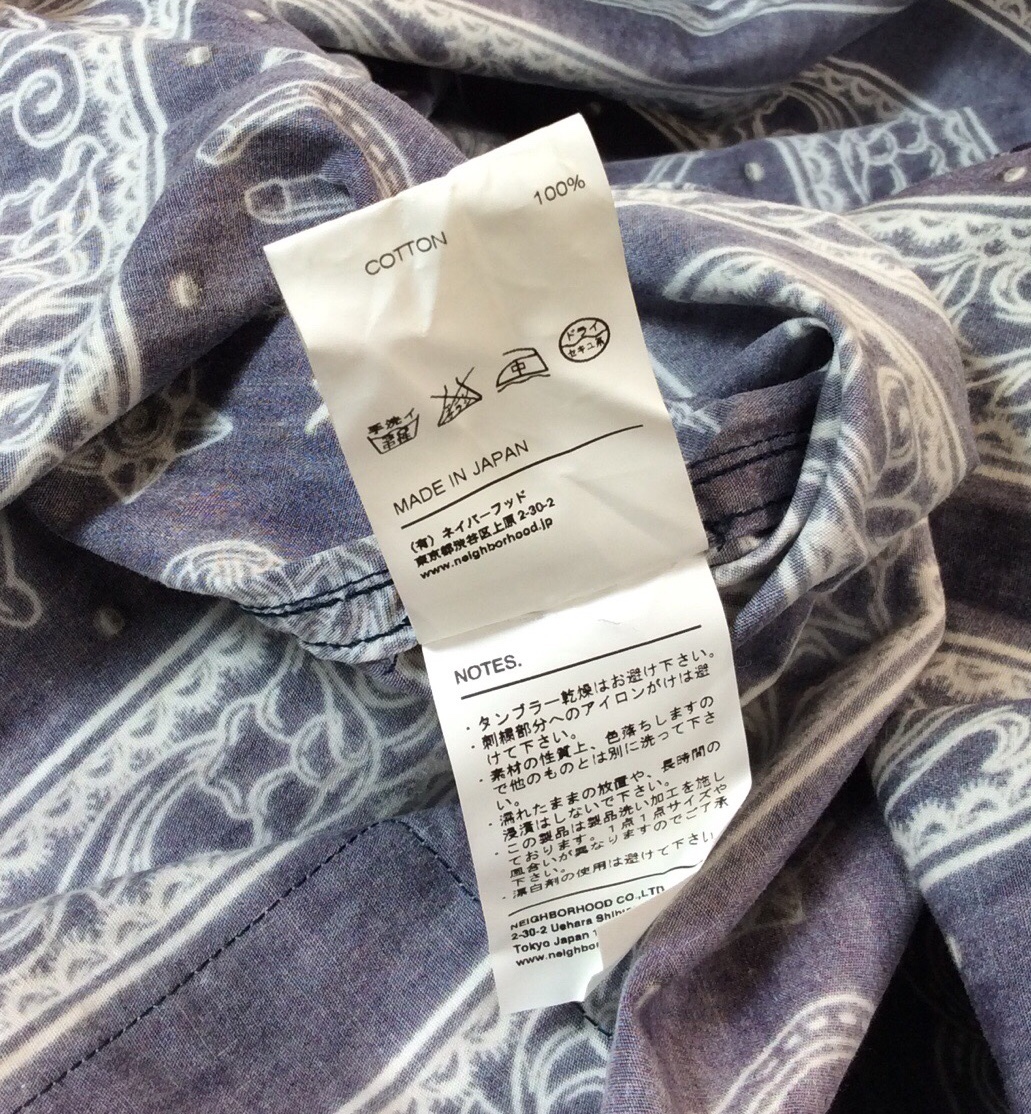 COTTON 100%
手洗イ
中
ドライ
セキユ系
MADE IN JAPAN
(有) ネイバーフッド
東京都渋谷区上原 2-30-2
www.neighborhood.jp
NOTES.
・タンブラー乾燥はお避け下さい。
・刺繍部分へのアイロンがけは避
けて下さい。
・素材の性質上、色落ちしますの
で他のものとは別に洗って下さ
い。
・濡れたままの放置や、長時間の
浸漬はしないで下さい。
・この製品は製品洗い加工を施し
ております。1点1点サイズや
風合いが異なりますのでご了承
下さい。
・漂白剤の使用は避けて下さい
NEIGHBORHOOD CO.,LTD
2-30-2 Uehara
Tokyo Japan
www.neighbo